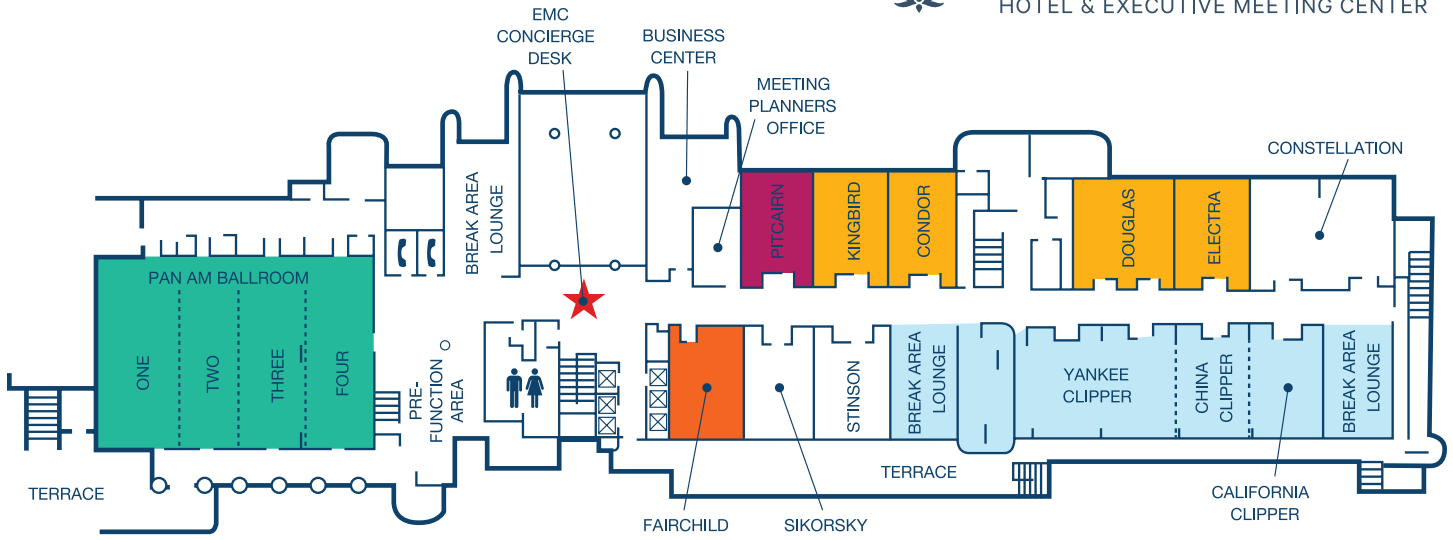 HOTEL & EXECUTIVE MEETING CENTER
EMC
CONCIERGE
DESK
BUSINESS
CENTER
MEETING
PLANNERS
OFFICE
CONSTELLATION
BREAK AREA
LOUNGE
PITCAIRN
KINGBIRD
CONDOR
DOUGLAS
ELECTRA
PAN AM BALLROOM
ONE
TWO
THREE
FOUR
PRE-
FUNCTION
AREA
STINSON
BREAK AREA
LOUNGE
YANKEE
CLIPPER
CHINA
CLIPPER
BREAK AREA
LOUNGE
TERRACE
TERRACE
FAIRCHILD
SIKORSKY
CALIFORNIA
CLIPPER